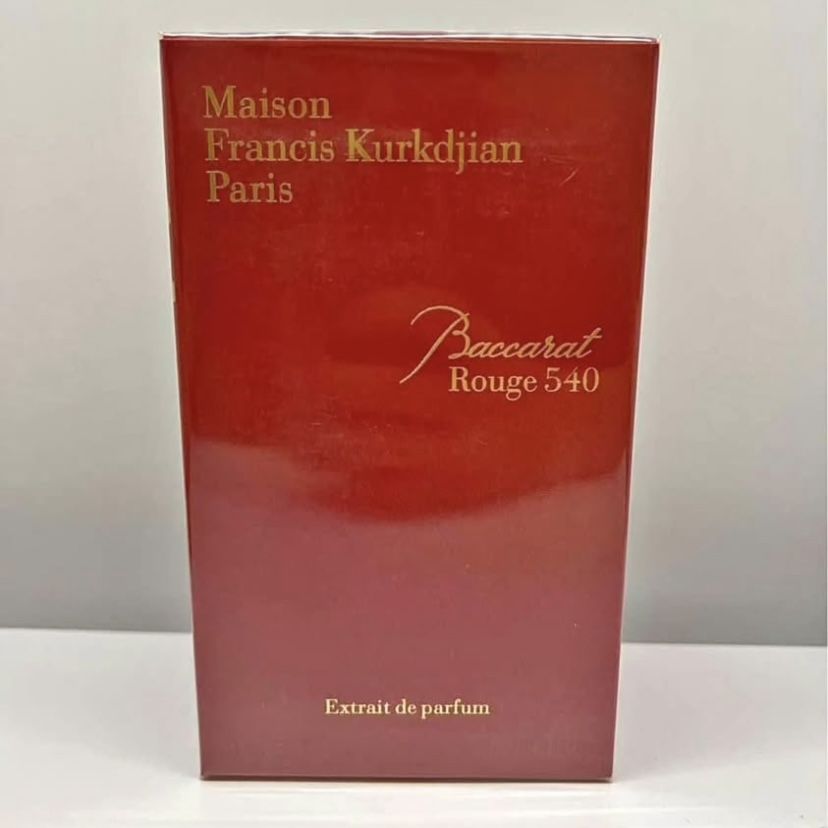 Maison
Francis Kurkdjian
Paris
Baccarat
Rouge 540
Extrait de parfum